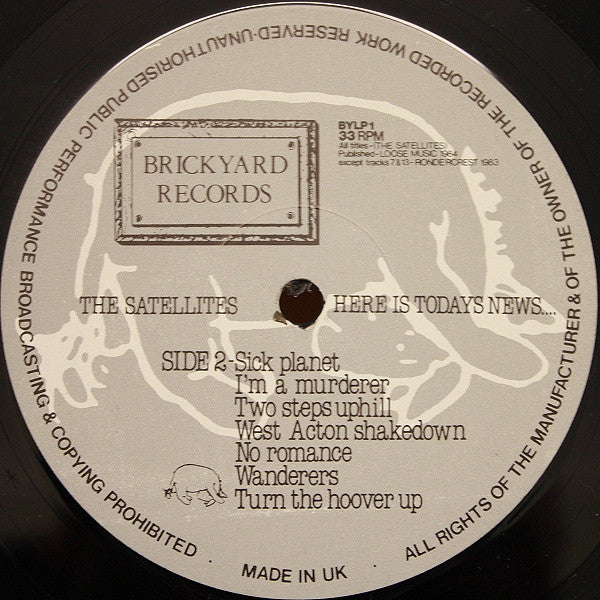 BRICKYARD
RECORDS
BYLP1
33 RPM
All titles-(THE SATELLITES)
Published-LOOSE MUSIC 1984
except tracks 7&13-RONDERCREST 1983
THE SATELLITES
HERE IS TODAYS NEWS....
SIDE 2-Sick planet
I'm a murderer
Two steps uphill
West Acton shakedown
No romance
Wanderers
Turn the hoover up
ALL RIGHTS OF THE MANUFACTURER & OF THE OWNER OF THE RECORDED WORK RESERVED-UNAUTHORISED PUBLIC PERFORMANCE BROADCASTING & COPYING PROHIBITED ·
MADE IN UK ·